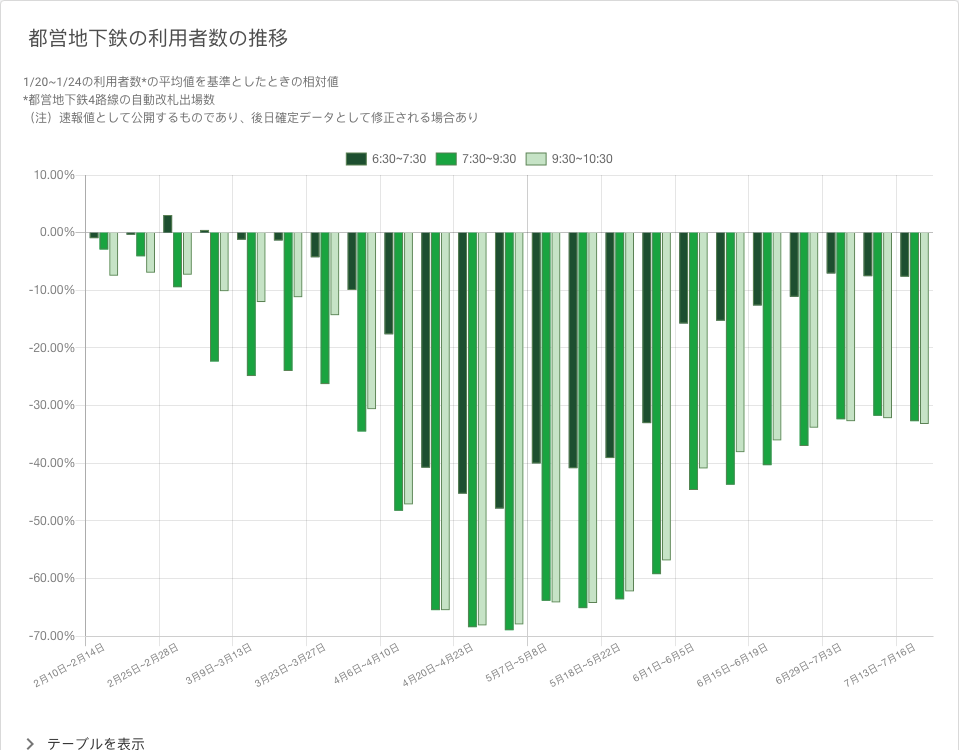 都営地下鉄の利用者数の推移
1/20~1/24の利用者数*の平均値を基準としたときの相対値
*都営地下鉄4路線の自動改札出場数
（注）速報値として公開するものであり、後日確定データとして修正される場合あり
6:30~7:30 7:30~9:30 9:30~10:30
10.00%
0.00%
-10.00%
-20.00%
-30.00%
-40.00%
-50.00%
-60.00%
-70.00%
2月10日~2月14日 2月25日~2月28日 3月9日~3月13日 3月23日~3月27日 4月6日~4月10日 4月20日~4月23日 5月7日~5月8日 5月18日~5月22日 6月1日~6月5日 6月15日~6月19日 6月29日~7月3日 7月13日~7月16日
テーブルを表示